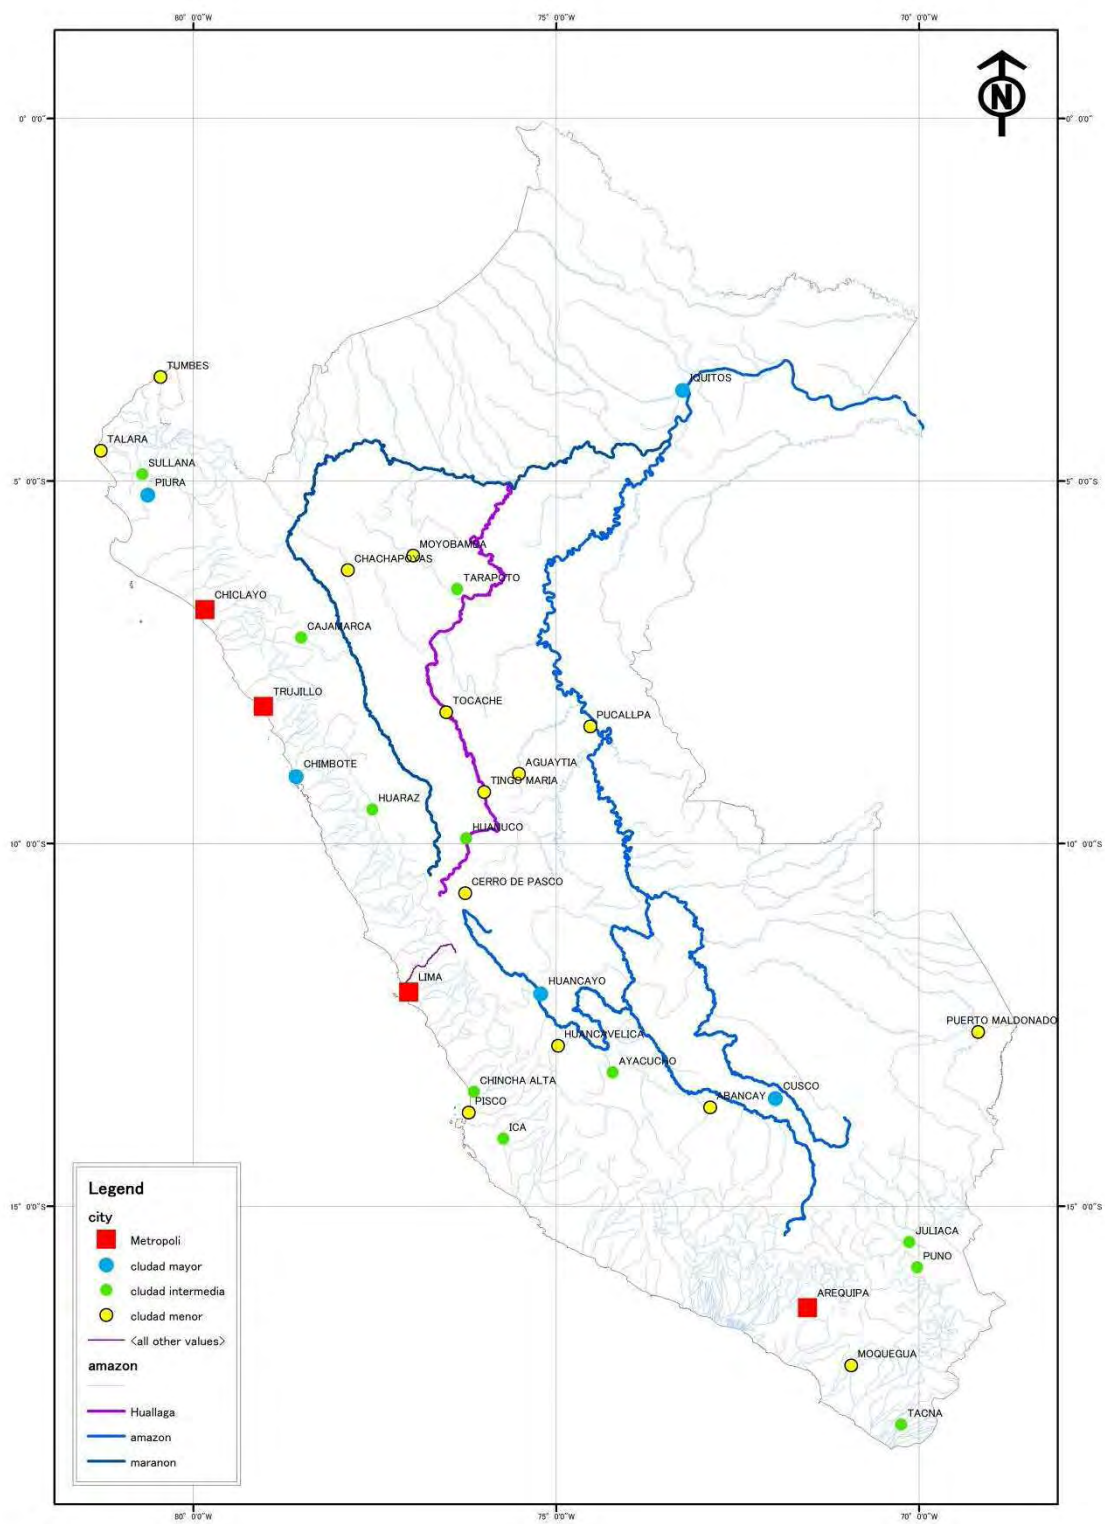 80° 0'0"W
75° 0'0"W
70° 0'0"W
N
0° 0'0"
0° 0'0"
TUMBES
IQUITOS
TALARA
SULLANA
5° 0'0"S
PIURA
5° 0'0"S
MOYOBAMBA
CHACHAPOYAS
TARAPOTO
CHICLAYO
CAJAMARCA
TRUJILLO
TOCACHE
PUCALLPA
CHIMBOTE
AGUAYTIA
TINGO MARIA
HUARAZ
HUANUCO
10° 0'0"S
10° 0'0"S
CERRO DE PASCO
LIMA
HUANCAYO
PUERTO MALDONADO
HUANCAVELICA
AYACUCHO
CHINCHA ALTA
PISCO
ABANCAY
CUSCO
ICA
15° 0'0"S
15° 0'0"S
JULIACA
PUNO
AREQUIPA
MOQUEGUA
TACNA
Legend
city
Metropoli
ciudad mayor
ciudad intermedia
ciudad menor
<all other values>
amazon
Huallaga
amazon
maranon
80° 0'0"W
75° 0'0"W
70° 0'0"W